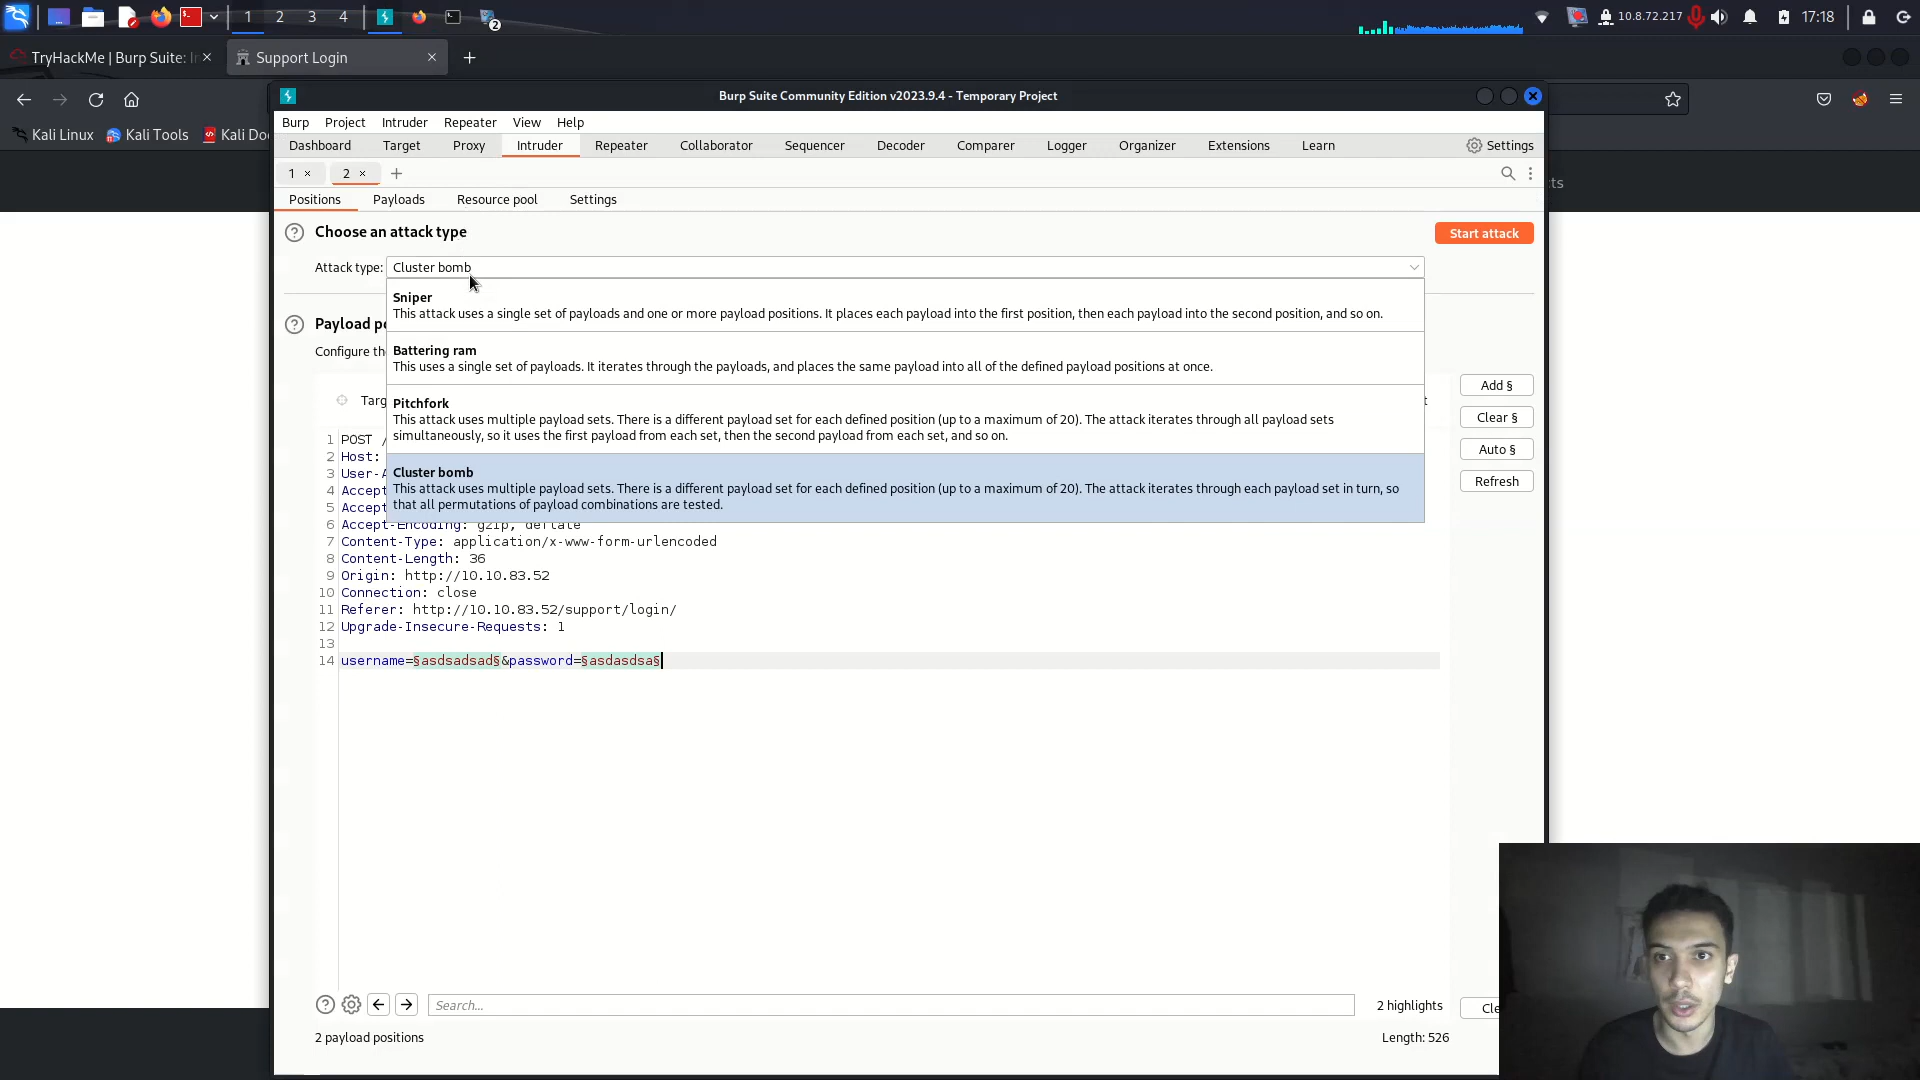 1 2 3 4 2 10.8.72.217 17:18
TryHackMe | Burp Suite: In
Support Login
Kali Linux Kali Tools Kali Doc
ts
Burp Suite Community Edition v2023.9.4 - Temporary Project
Burp Project Intruder Repeater View Help
Dashboard Target Proxy Intruder Repeater Collaborator Sequencer Decoder Comparer Logger Organizer Extensions Learn Settings
1 × 2 × +
Positions Payloads Resource pool Settings
Choose an attack type
Start attack
Attack type: Cluster bomb
Sniper
This attack uses a single set of payloads and one or more payload positions. It places each payload into the first position, then each payload into the second position, and so on.
Battering ram
This uses a single set of payloads. It iterates through the payloads, and places the same payload into all of the defined payload positions at once.
Pitchfork
This attack uses multiple payload sets. There is a different payload set for each defined position (up to a maximum of 20). The attack iterates through all payload sets
simultaneously, so it uses the first payload from each set, then the second payload from each set, and so on.
Cluster bomb
This attack uses multiple payload sets. There is a different payload set for each defined position (up to a maximum of 20). The attack iterates through each payload set in turn, so
that all permutations of payload combinations are tested.
Payload po
Configure the
Targ
t
Add §
Clear §
Auto §
Refresh
1 POST /
2 Host:
3 User-A
4 Accept
5 Accept
6 Accept-Encoding: gzip, deflate
7 Content-Type: application/x-www-form-urlencoded
8 Content-Length: 36
9 Origin: http://10.10.83.52
10 Connection: close
11 Referer: http://10.10.83.52/support/login/
12 Upgrade-Insecure-Requests: 1
13
14 username=§asdsadsad§&password=§asdasdsa§
Search...
2 highlights
Cle
2 payload positions
Length: 526